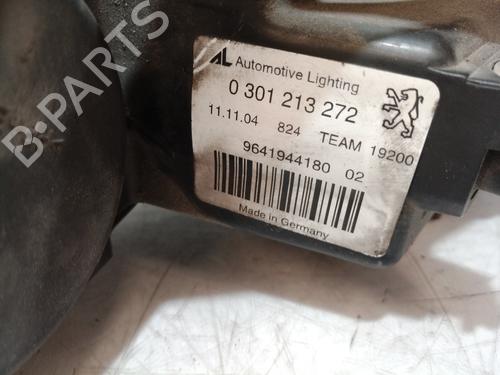 AL Automotive Lighting
0 301 213 272
11.11.04 824 TEAM 19200
9641944180 02
Made in Germany
B-PARTS